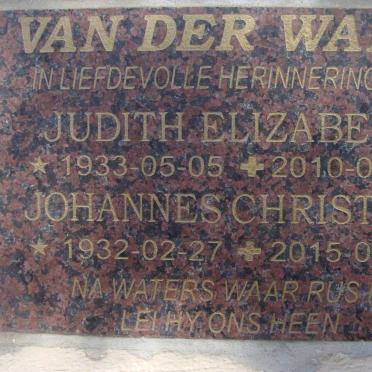 VAN DER WA
IN LIEFDEVOLLE HERINNERING
JUDITH ELIZABE
★ 1933-05-05 ✚ 2010-0
JOHANNES CHRIST
★ 1932-02-27 ✚ 2015-0
NA WATERS WAAR RUS
LEI HY ONS HEEN